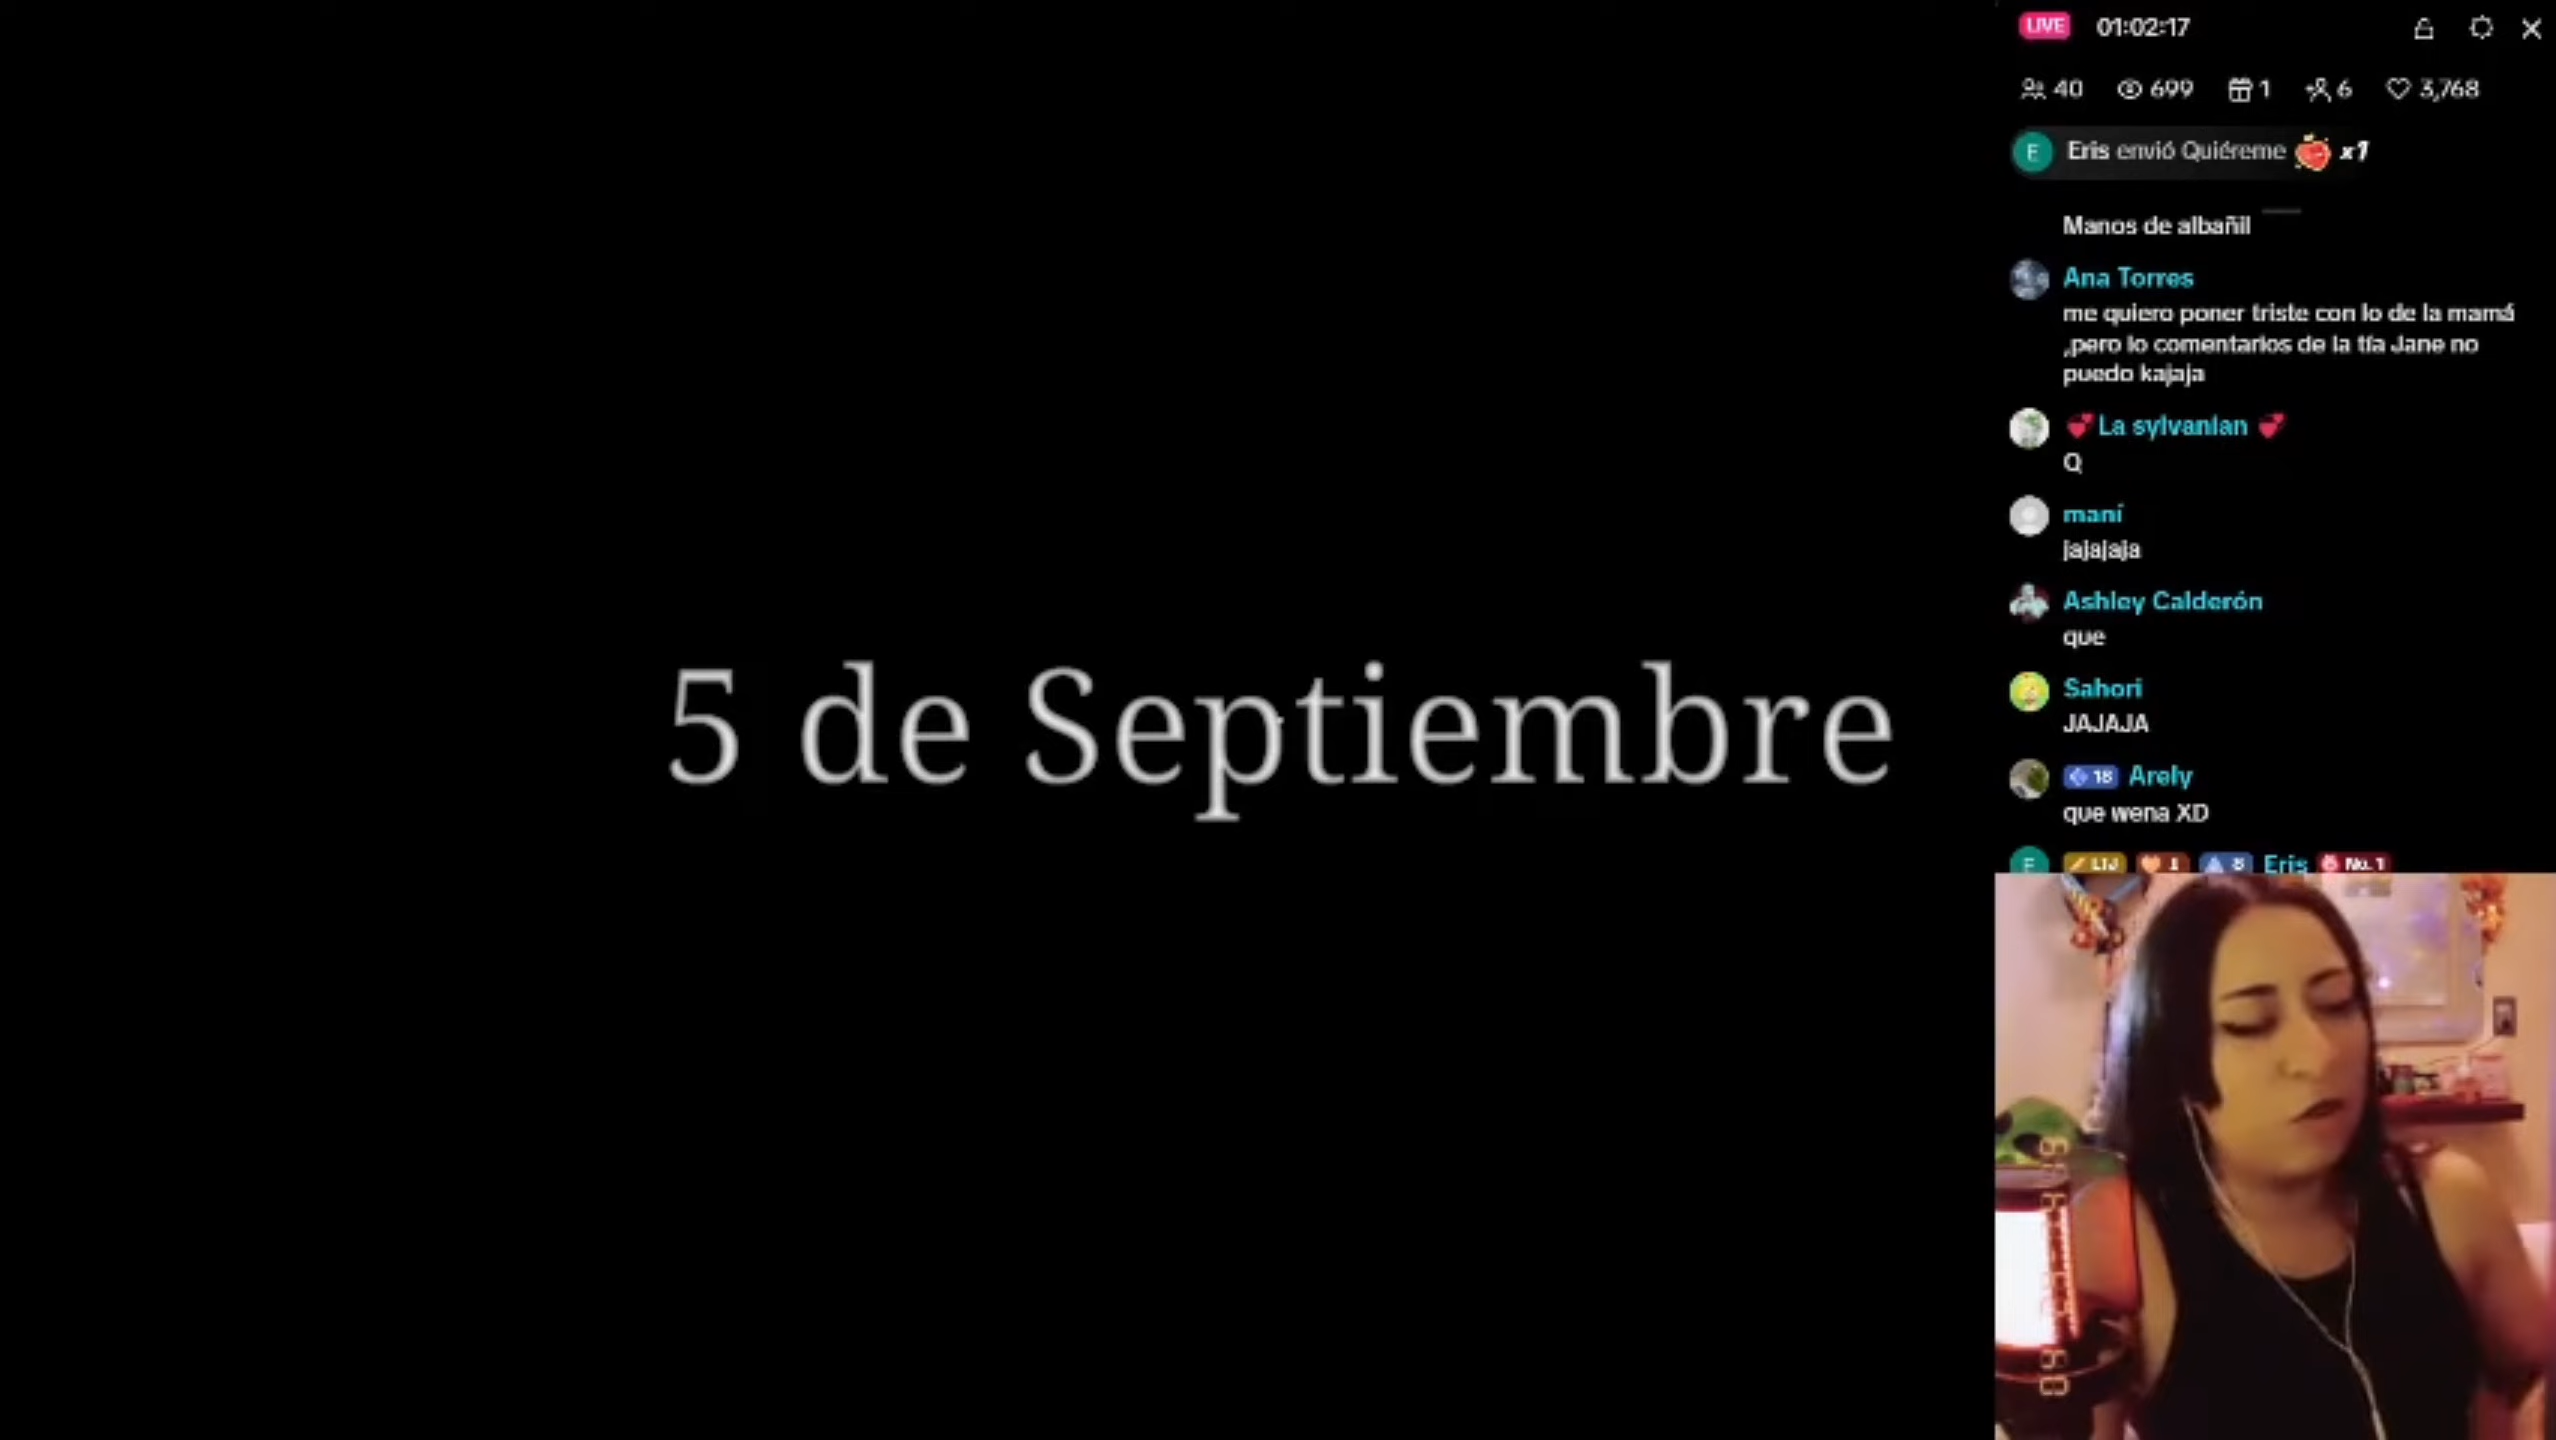 5 de Septiembre
LIVE 01:02:17
40 699 1 6 3,768
E Eris envió Quiéreme x1
Manos de albañil
Ana Torres
me quiero poner triste con lo de la mamá
,pero lo comentarios de la tía Jane no
puedo kajaja
La sylvanian
Q
maní
jajajaja
Ashley Calderón
que
Sahori
JAJAJA
18 Arely
que wena XD
Eris No. 1